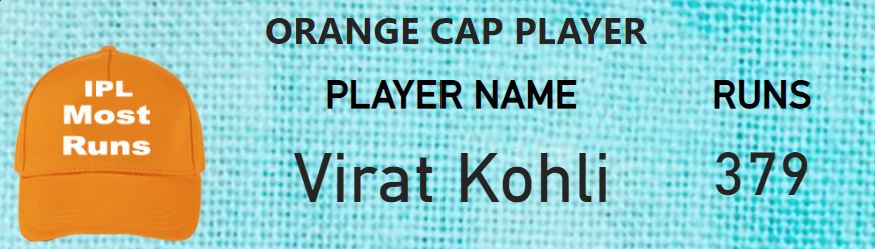 ORANGE CAP PLAYER
IPL
Most
Runs
PLAYER NAME RUNS
Virat Kohli 379